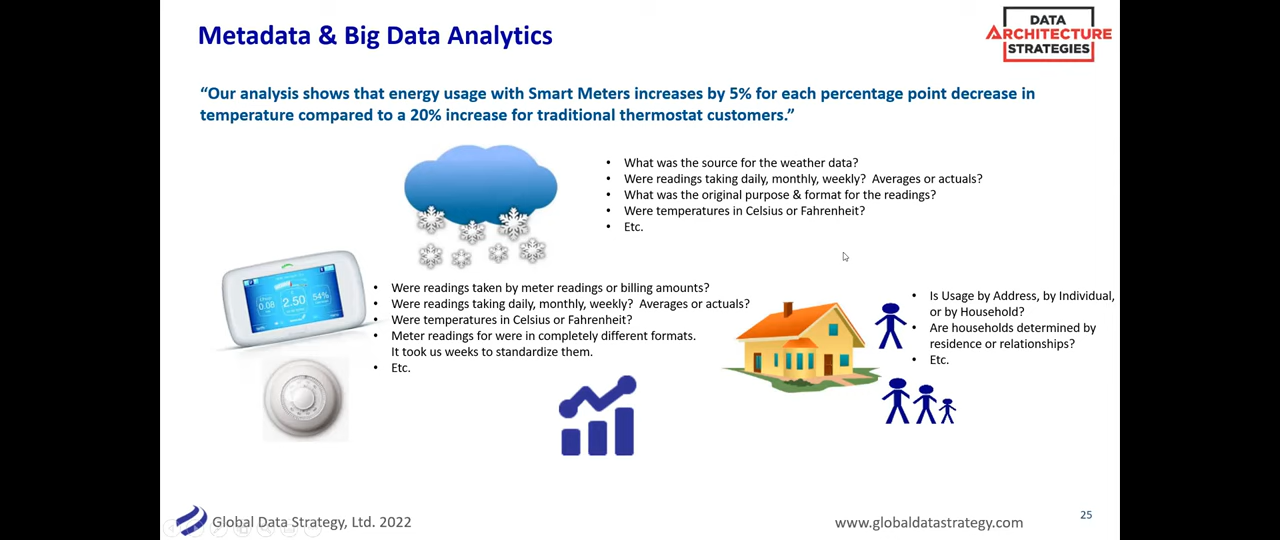 Metadata & Big Data Analytics
DATA
ARCHITECTURE
STRATEGIES
“Our analysis shows that energy usage with Smart Meters increases by 5% for each percentage point decrease in
temperature compared to a 20% increase for traditional thermostat customers.”
• What was the source for the weather data?
• Were readings taking daily, monthly, weekly? Averages or actuals?
• What was the original purpose & format for the readings?
• Were temperatures in Celsius or Fahrenheit?
• Etc.
0.08
2.50
54%
• Were readings taken by meter readings or billing amounts?
• Were readings taking daily, monthly, weekly? Averages or actuals?
• Were temperatures in Celsius or Fahrenheit?
• Meter readings for were in completely different formats.
It took us weeks to standardize them.
• Etc.
• Is Usage by Address, by Individual,
or by Household?
• Are households determined by
residence or relationships?
• Etc.
Global Data Strategy, Ltd. 2022
www.globaldatastrategy.com
25